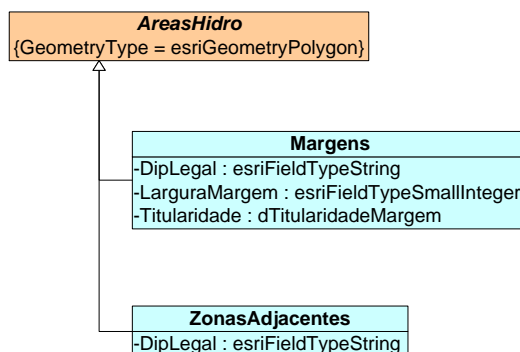 AreasHidro
{GeometryType = esriGeometryPolygon}
Margens
-DipLegal : esriFieldTypeString
-LarguraMargem : esriFieldTypeSmallInteger
-Titularidade : dTitularidadeMargem
ZonasAdjacentes
-DipLegal : esriFieldTypeString